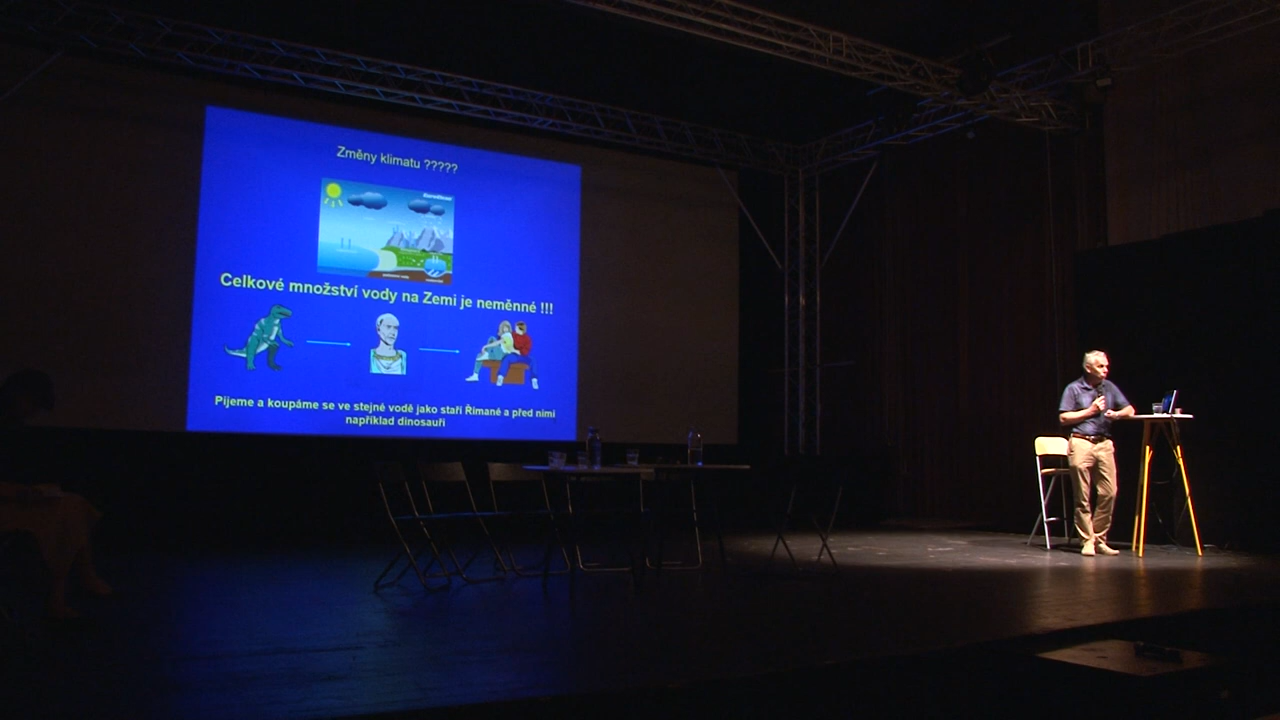 Změny klimatu ?????
Celkové množství vody na Zemi je neměnné !!!
Pijeme a koupáme se ve stejné vodě jako staří Římané a před nimi
například dinosauři